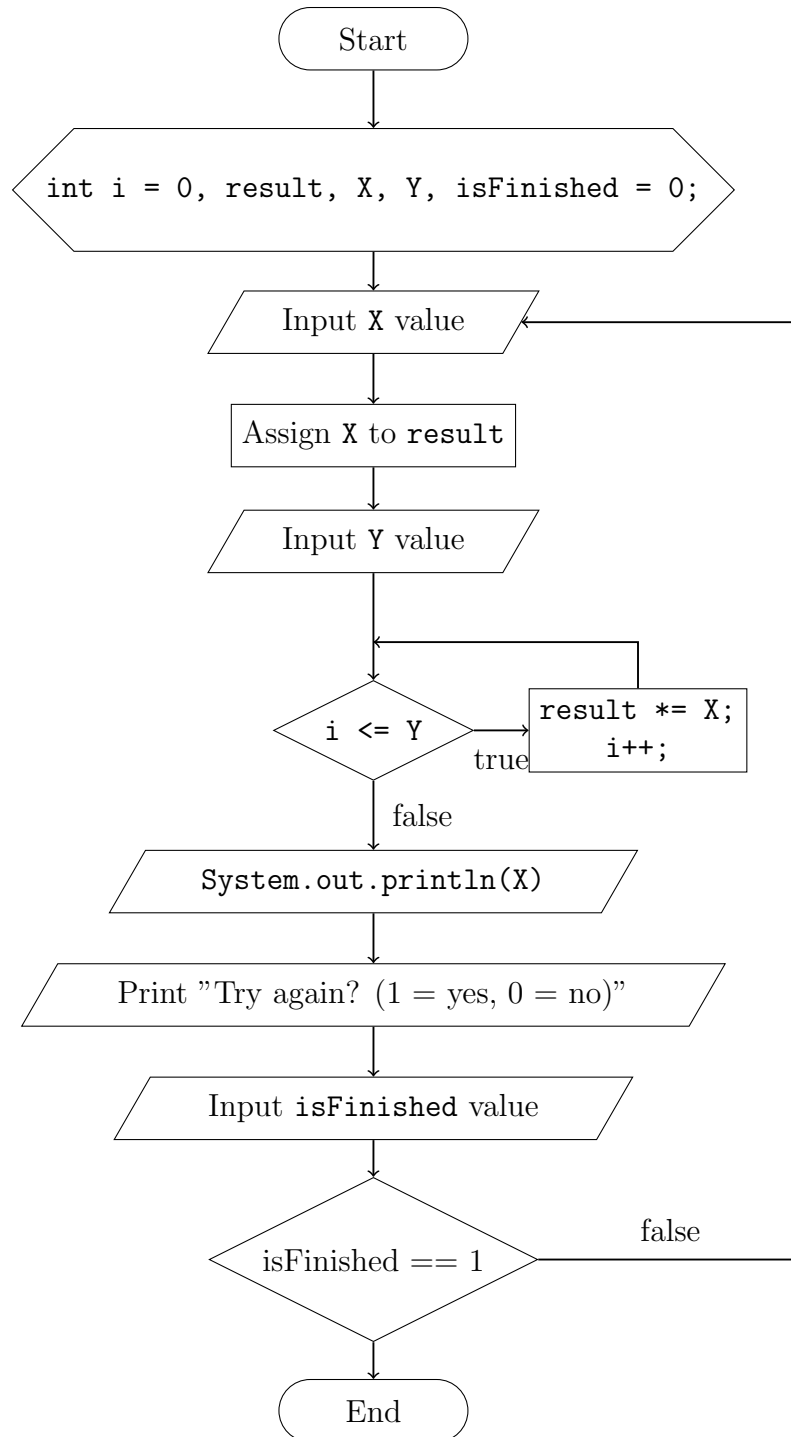 Start
int i = 0, result, X, Y, isFinished = 0;
Input X value
Assign X to result
Input Y value
i <= Y
true
result *= X;
i++;
false
System.out.println(X)
Print ”Try again? (1 = yes, 0 = no)”
Input isFinished value
isFinished == 1
false
End